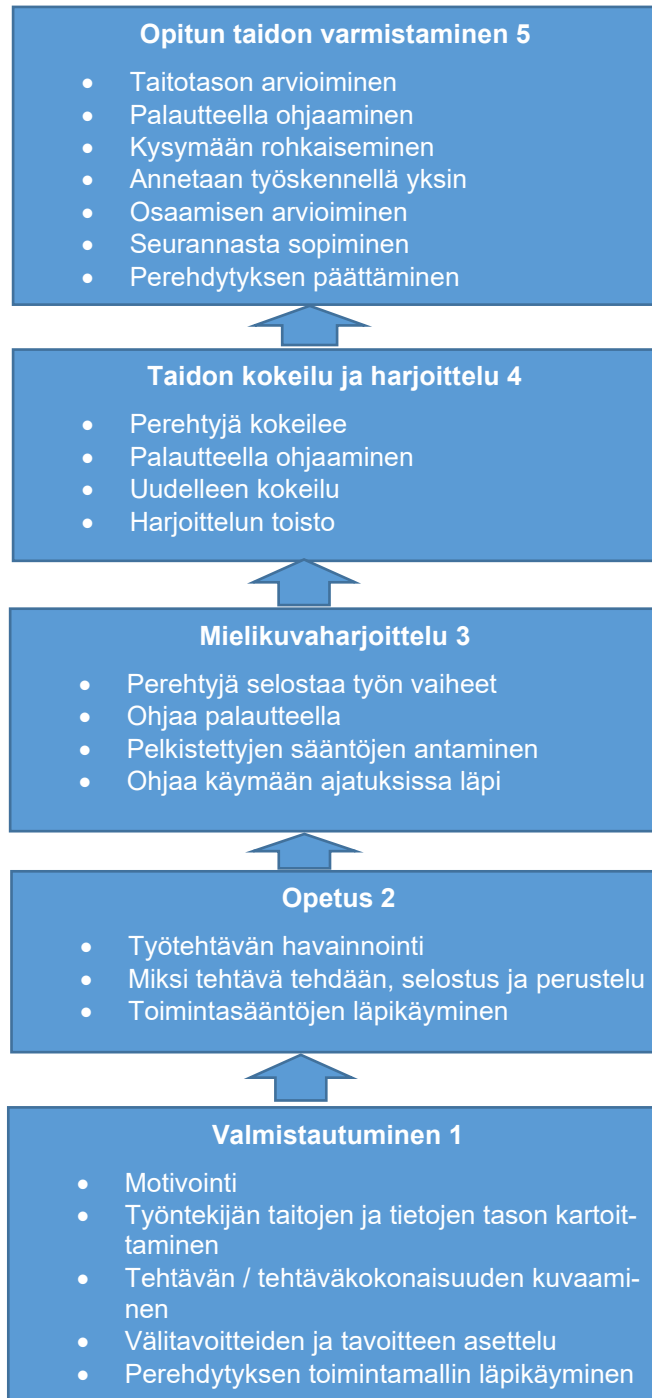 Opitun taidon varmistaminen 5
• Taitotason arvioiminen
• Palautteella ohjaaminen
• Kysymään rohkaiseminen
• Annetaan työskennellä yksin
• Osaamisen arvioiminen
• Seurannasta sopiminen
• Perehdytyksen päättäminen
Taidon kokeilu ja harjoittelu 4
• Perehtyjä kokeilee
• Palautteella ohjaaminen
• Uudelleen kokeilu
• Harjoittelun toisto
Mielikuvaharjoittelu 3
• Perehtyjä selostaa työn vaiheet
• Ohjaa palautteella
• Pelkistettyjen sääntöjen antaminen
• Ohjaa käymään ajatuksissa läpi
Opetus 2
• Työtehtävän havainnointi
• Miksi tehtävä tehdään, selostus ja perustelu
• Toimintasääntöjen läpikäyminen
Valmistautuminen 1
• Motivointi
• Työntekijän taitojen ja tietojen tason kartoit-
taminen
• Tehtävän / tehtäväkokonaisuuden kuvaami-
nen
• Välitavoitteiden ja tavoitteen asettelu
• Perehdytyksen toimintamallin läpikäyminen